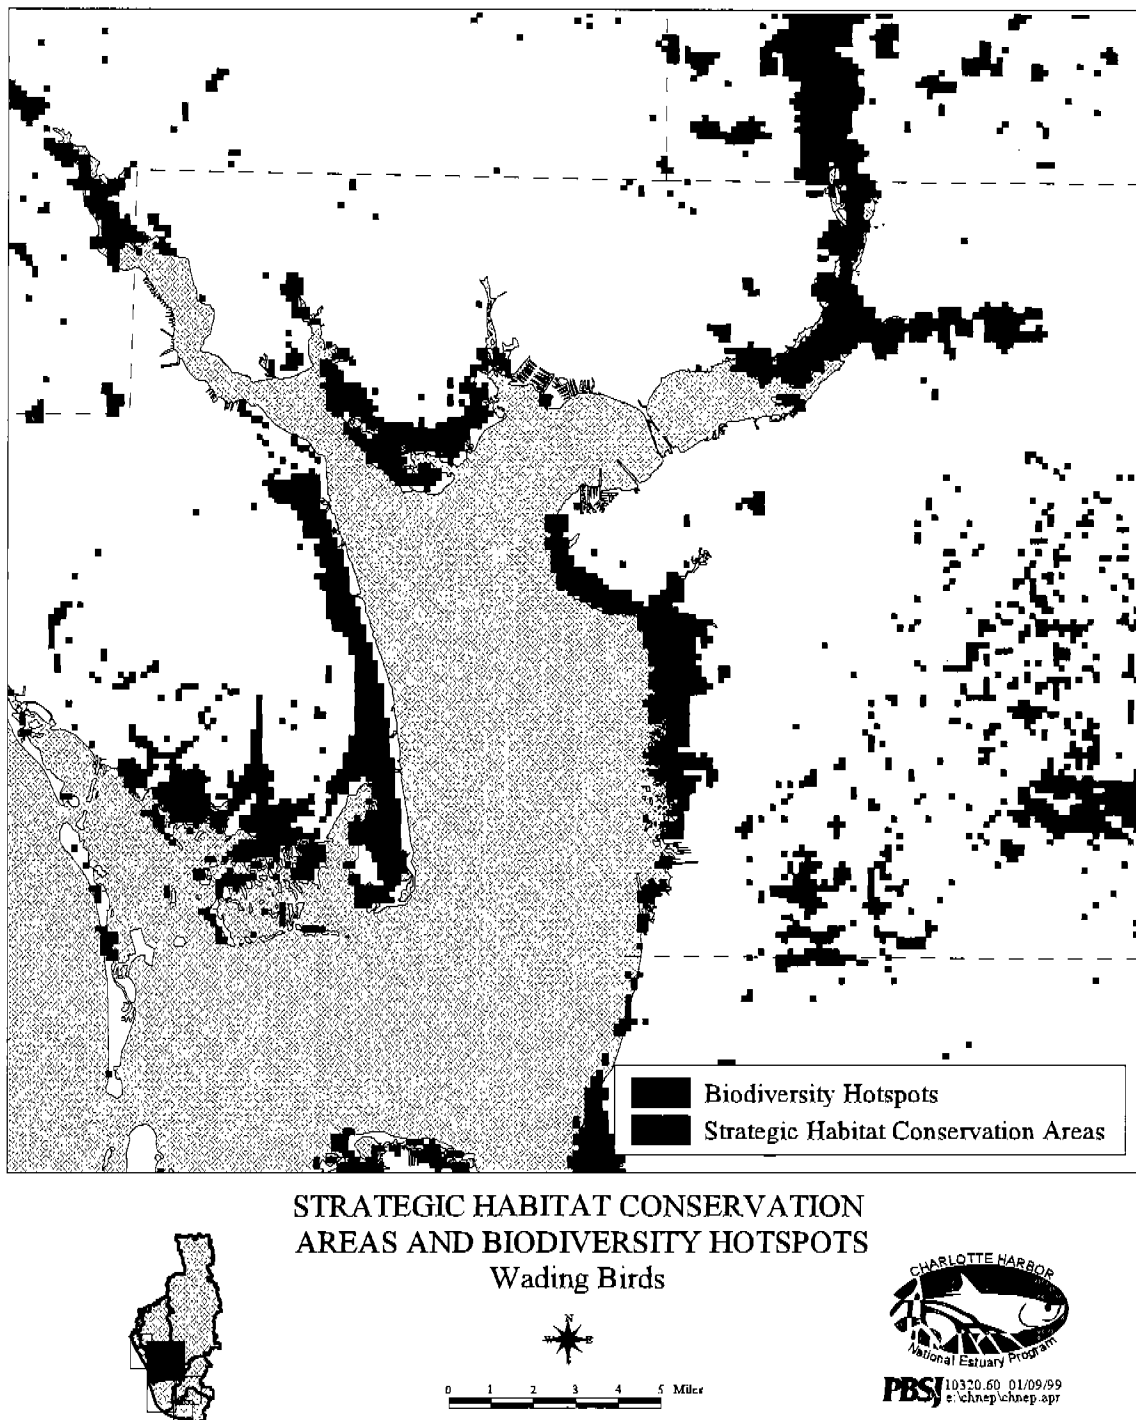 Biodiversity Hotspots
Strategic Habitat Conservation Areas
STRATEGIC HABITAT CONSERVATION
AREAS AND BIODIVERSITY HOTSPOTS
Wading Birds
N
W E
0 1 2 3 4 5 Miles
CHARLOTTE HARBOR
National Estuary Program
PBSJ 10320.60 01/09/99
e:\chnep\chnep.apr